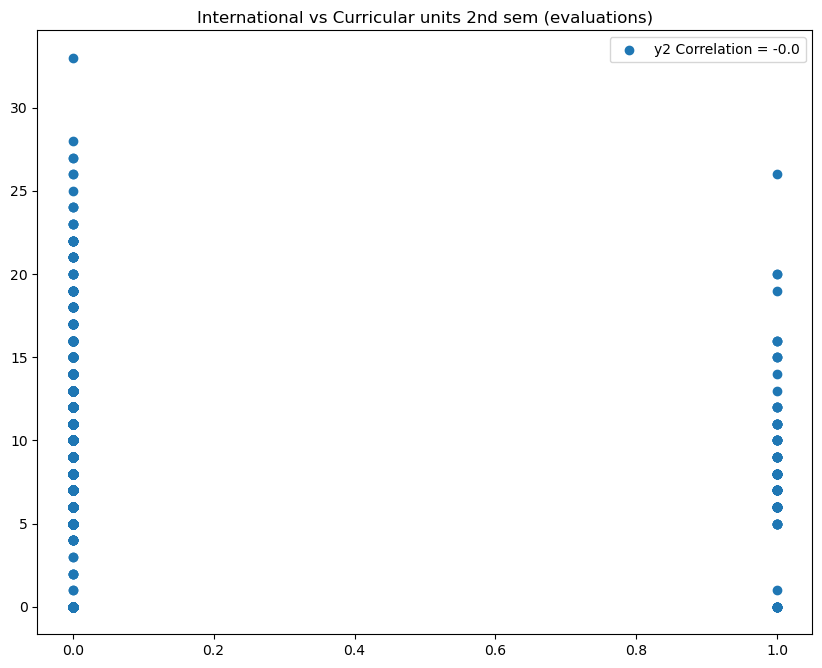 International vs Curricular units 2nd sem (evaluations)
y2 Correlation = -0.0
30
25
20
15
10
5
0
0.0 0.2 0.4 0.6 0.8 1.0